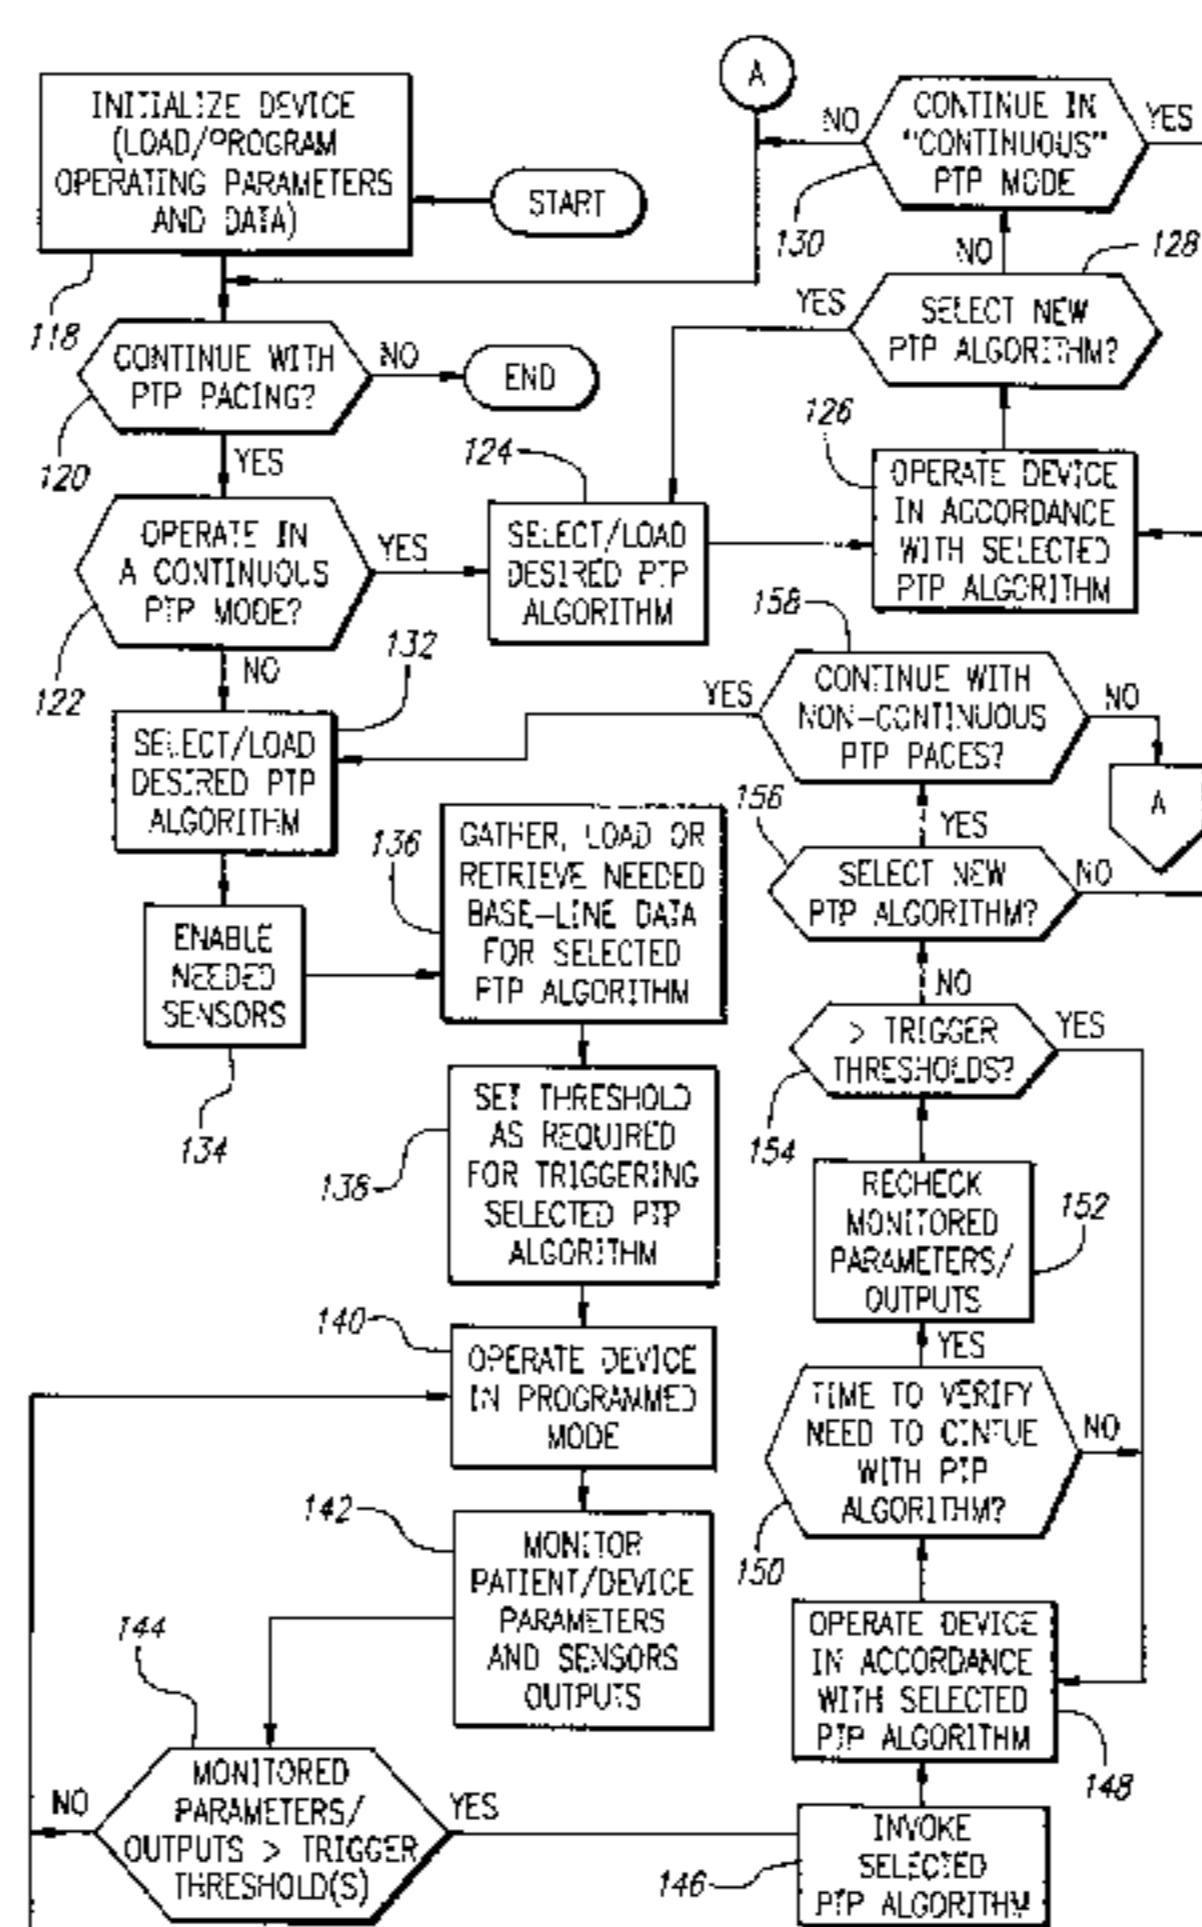 INITIALIZE DEVICE
(LOAD/PROGRAM
OPERATING PARAMETERS
AND DATA)
118
START
A
NO
CONTINUE IN
"CONTINUOUS"
PTP MODE
YES
130
NO
128
YES
SELECT NEW
PTP ALGORITHM?
CONTINUE WITH
PTP PACING?
NO
END
120
YES
124
126
OPERATE DEVICE
IN ACCORDANCE
WITH SELECTED
PTP ALGORITHM
OPERATE IN
A CONTINUOUS
PTP MODE?
YES
SELECT/LOAD
DESIRED PTP
ALGORITHM
122
NO
132
158
YES
CONTINUE WITH
NON-CONTINUOUS
PTP PACES?
NO
A
SELECT/LOAD
DESIRED PTP
ALGORITHM
156
YES
SELECT NEW
PTP ALGORITHM?
NO
136
GATHER, LOAD OR
RETRIEVE NEEDED
BASE-LINE DATA
FOR SELECTED
PTP ALGORITHM
ENABLE
NEEDED
SENSORS
134
NO
> TRIGGER
THRESHOLDS?
YES
154
SET THRESHOLD
AS REQUIRED
FOR TRIGGERING
SELECTED PTP
ALGORITHM
138
RECHECK
MONITORED
PARAMETERS/
OUTPUTS
152
140
OPERATE DEVICE
IN PROGRAMMED
MODE
YES
TIME TO VERIFY
NEED TO CINTUE
WITH PTP
ALGORITHM?
NO
150
142
MONITOR
PATIENT/DEVICE
PARAMETERS
AND SENSORS
OUTPUTS
OPERATE DEVICE
IN ACCORDANCE
WITH SELECTED
PTP ALGORITHM
148
144
NO
MONITORED
PARAMETERS/
OUTPUTS > TRIGGER
THRESHOLD(S)
YES
146
INVOKE
SELECTED
PTP ALGORITHM